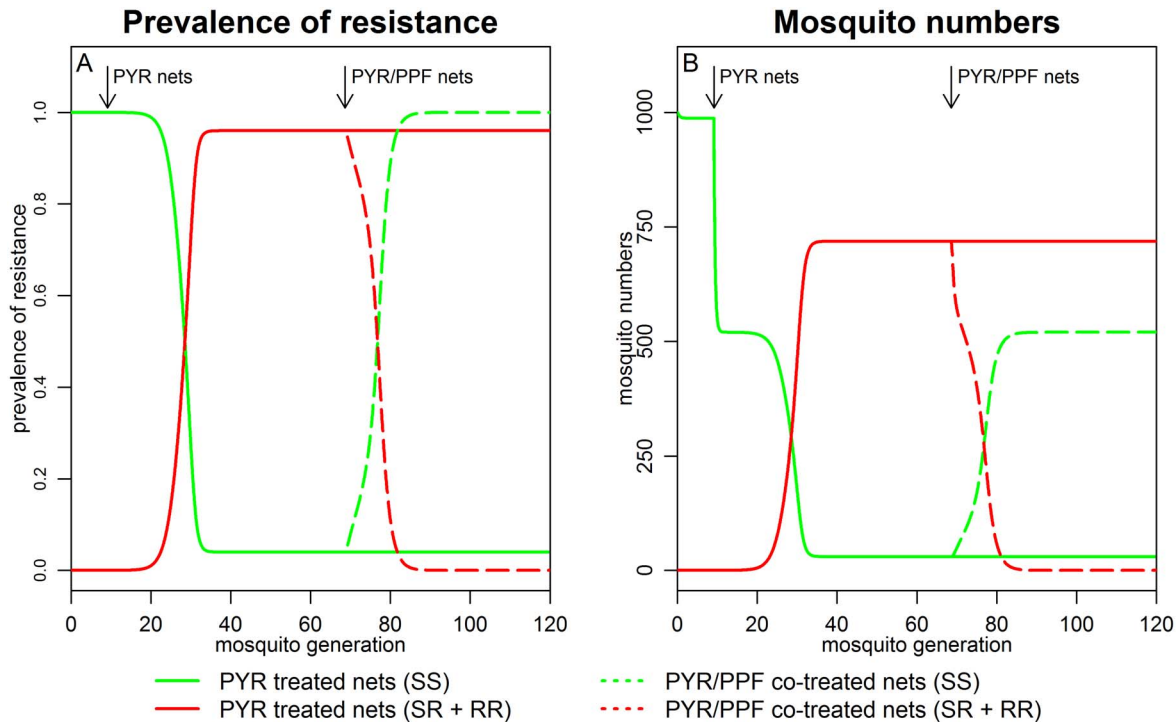 Prevalence of resistance
A
PYR nets
PYR/PPF nets
prevalence of resistance
1.0
0.8
0.6
0.4
0.2
0.0
0 20 40 60 80 100 120
mosquito generation
Mosquito numbers
B
PYR nets
PYR/PPF nets
mosquito numbers
1000
750
500
250
0
0 20 40 60 80 100 120
mosquito generation
PYR treated nets (SS)
PYR treated nets (SR + RR)
PYR/PPF co-treated nets (SS)
PYR/PPF co-treated nets (SR + RR)